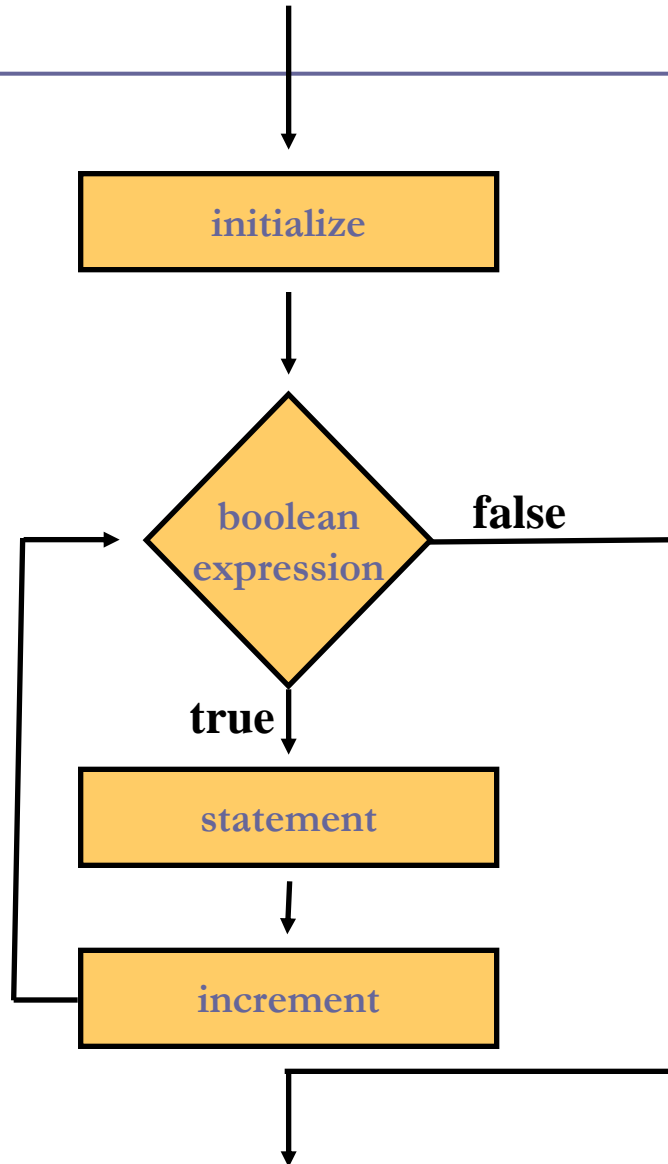 initialize
boolean
expression
false
true
statement
increment